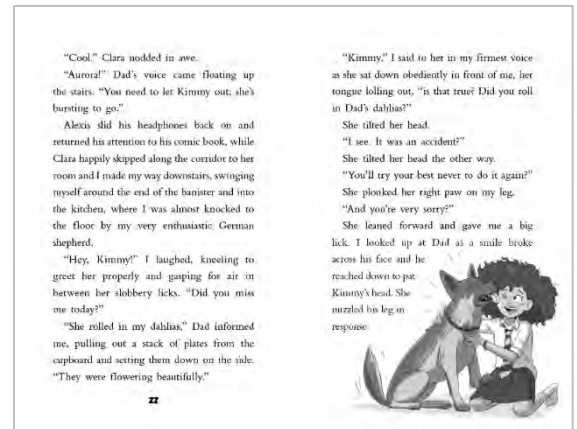 “Cool.” Clara nodded in awe.
“Aurora!” Dad’s voice came floating up
the stairs. “You need to let Kimmy out; she’s
bursting to go.”
Alexis slid his headphones back on and
returned his attention to his comic book, while
Clara happily skipped along the corridor to her
room and I made my way downstairs, swinging
myself around the end of the banister and into
the kitchen, where I was almost knocked to
the floor by my very enthusiastic German
shepherd.
“Hey, Kimmy!” I laughed, kneeling to
greet her properly and gasping for air in
between her slobbery licks. “Did you miss
me today?”
“She rolled in my dahlias,” Dad informed
me, pulling out a stack of plates from the
cupboard and setting them down on the side.
“They were flowering beautifully.”
22
“Kimmy,” I said to her in my firmest voice
as she sat down obediently in front of me, her
tongue lolling out, “is that true? Did you roll
in Dad’s dahlias?”
She tilted her head.
“I see. It was an accident?”
She tilted her head the other way.
“You’ll try your best never to do it again?”
She plonked her right paw on my leg.
“And you’re very sorry?”
She leaned forward and gave me a big
lick. I looked up at Dad as a smile broke
across his face and he
reached down to pat
Kimmy’s head. She
nuzzled his leg in
response.